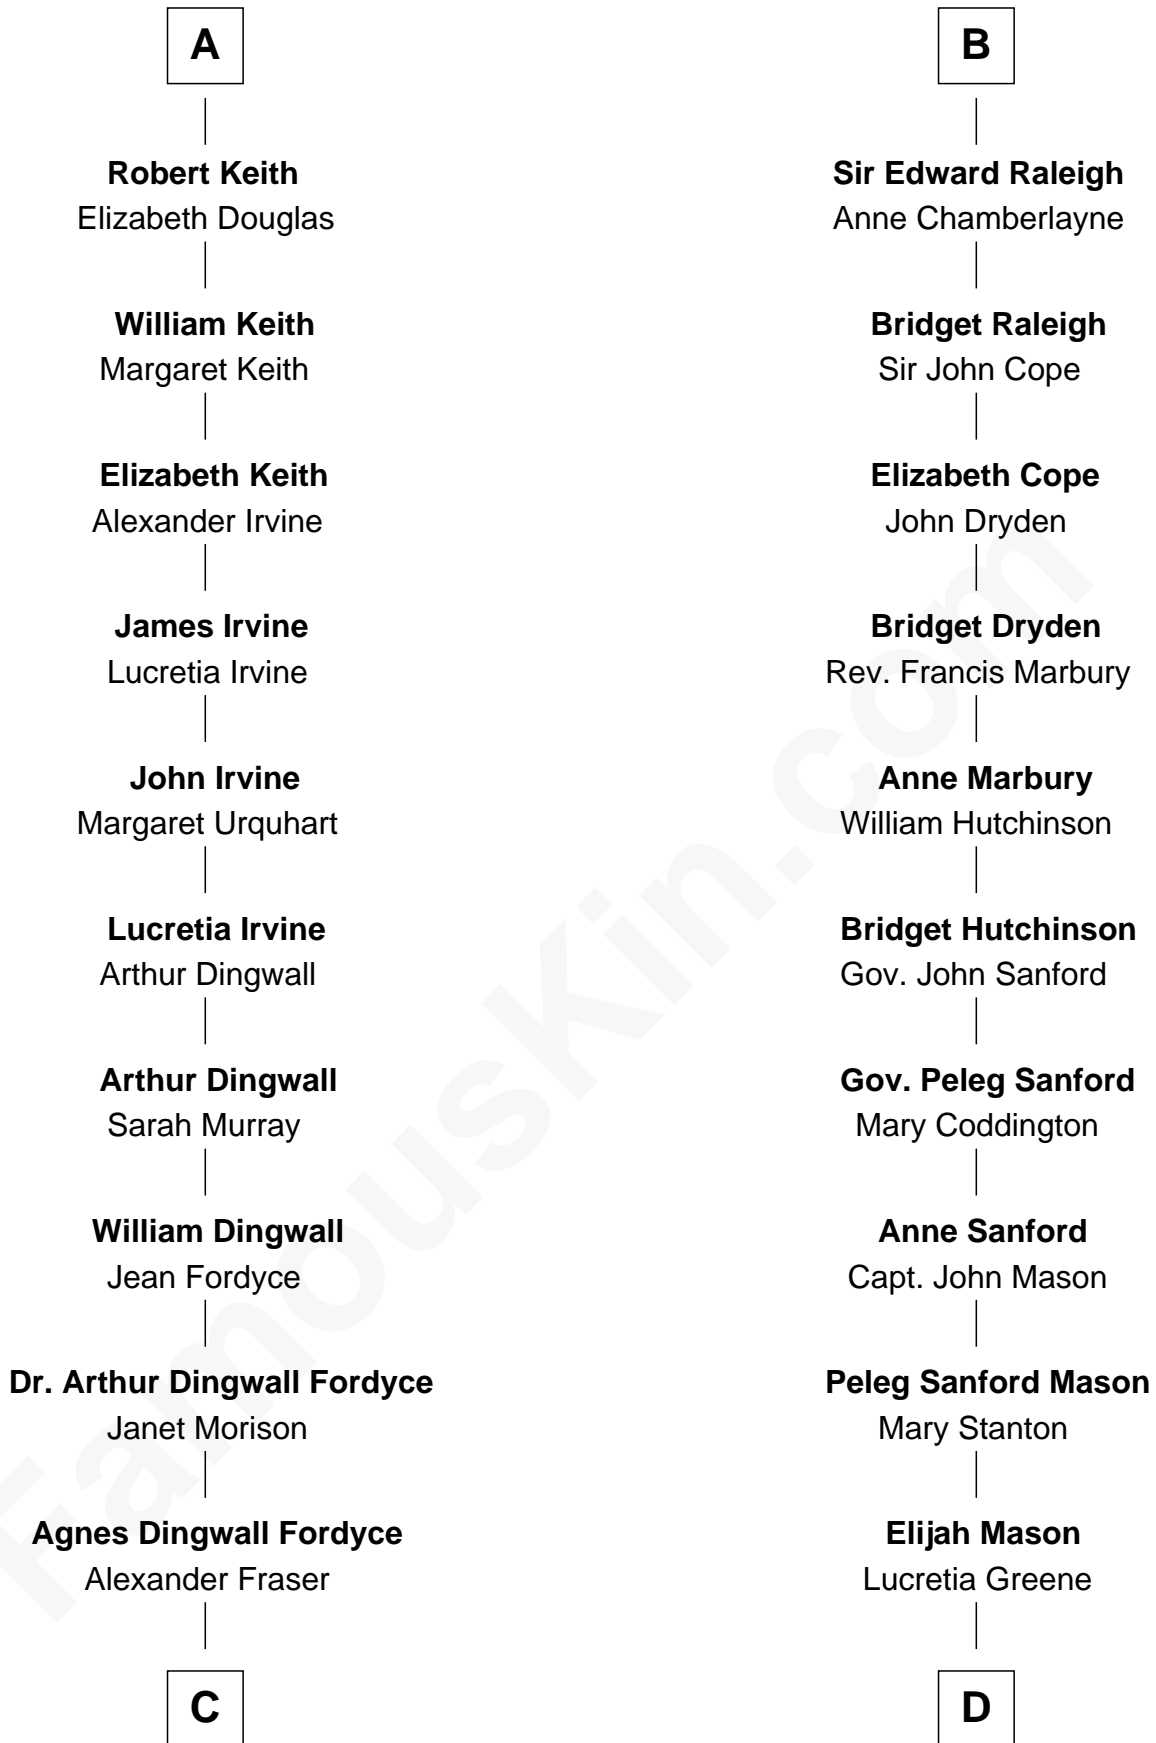 A
Robert Keith
Elizabeth Douglas
William Keith
Margaret Keith
Elizabeth Keith
Alexander Irvine
James Irvine
Lucretia Irvine
John Irvine
Margaret Urquhart
Lucretia Irvine
Arthur Dingwall
Arthur Dingwall
Sarah Murray
William Dingwall
Jean Fordyce
Dr. Arthur Dingwall Fordyce
Janet Morison
Agnes Dingwall Fordyce
Alexander Fraser
C
B
Sir Edward Raleigh
Anne Chamberlayne
Bridget Raleigh
Sir John Cope
Elizabeth Cope
John Dryden
Bridget Dryden
Rev. Francis Marbury
Anne Marbury
William Hutchinson
Bridget Hutchinson
Gov. John Sanford
Gov. Peleg Sanford
Mary Coddington
Anne Sanford
Capt. John Mason
Peleg Sanford Mason
Mary Stanton
Elijah Mason
Lucretia Greene
D
FamousKin.com